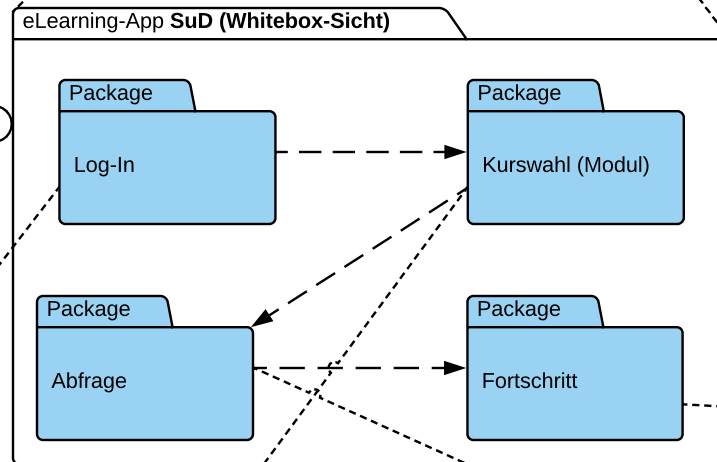 eLearning-App SuD (Whitebox-Sicht)
Package
Log-In
Package
Kurswahl (Modul)
Package
Abfrage
Package
Fortschritt